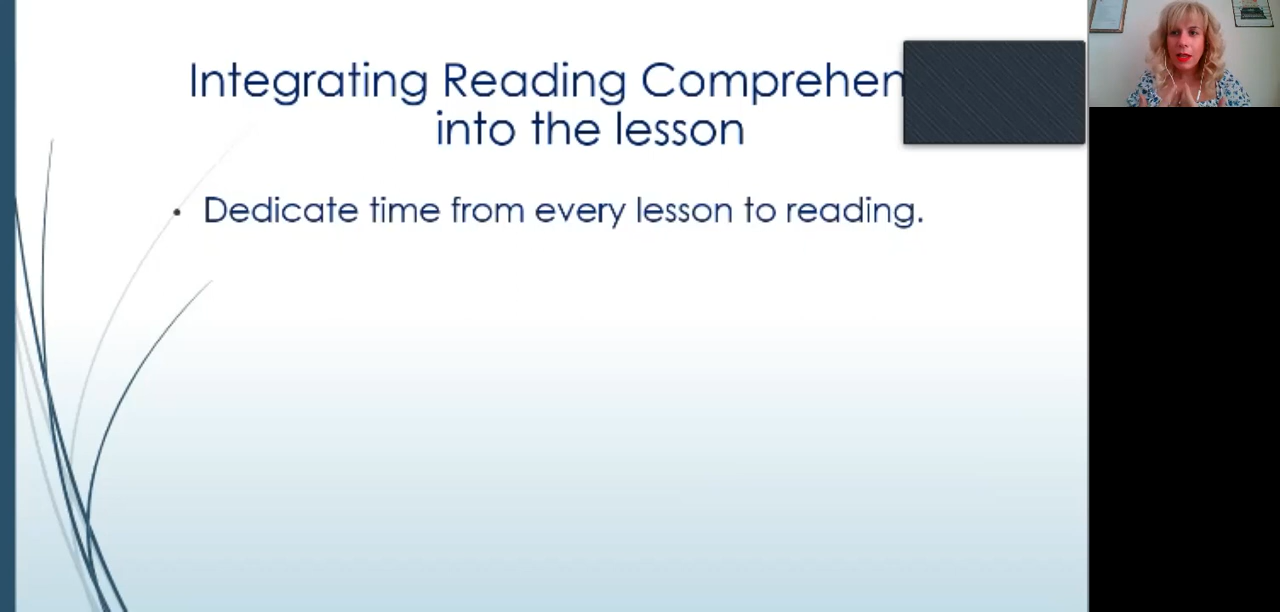 Integrating Reading Comprehen
into the lesson
• Dedicate time from every lesson to reading.